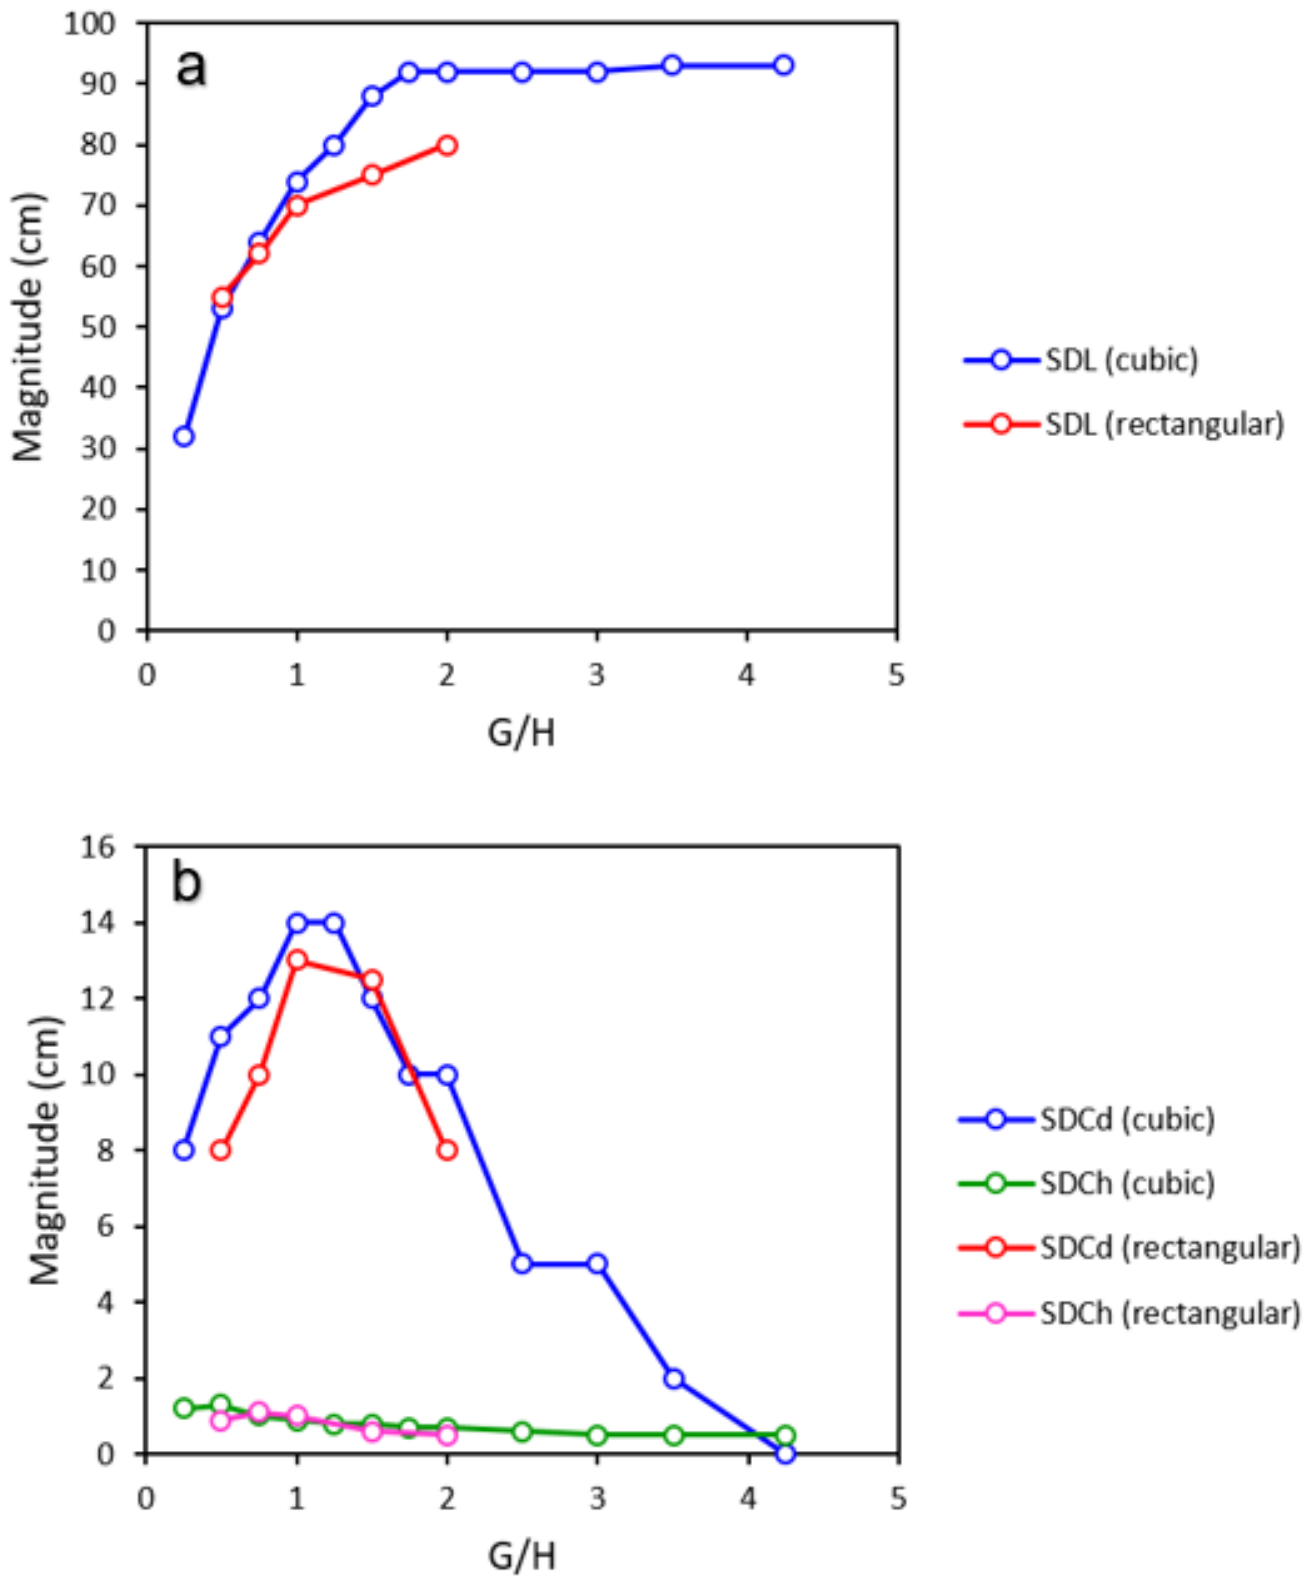 a
100
90
80
70
60
50
40
30
20
10
0
Magnitude (cm)
0 1 2 3 4 5
G/H
SDL (cubic)
SDL (rectangular)
b
16
14
12
10
8
6
4
2
0
Magnitude (cm)
0 1 2 3 4 5
G/H
SDCd (cubic)
SDCh (cubic)
SDCd (rectangular)
SDCh (rectangular)